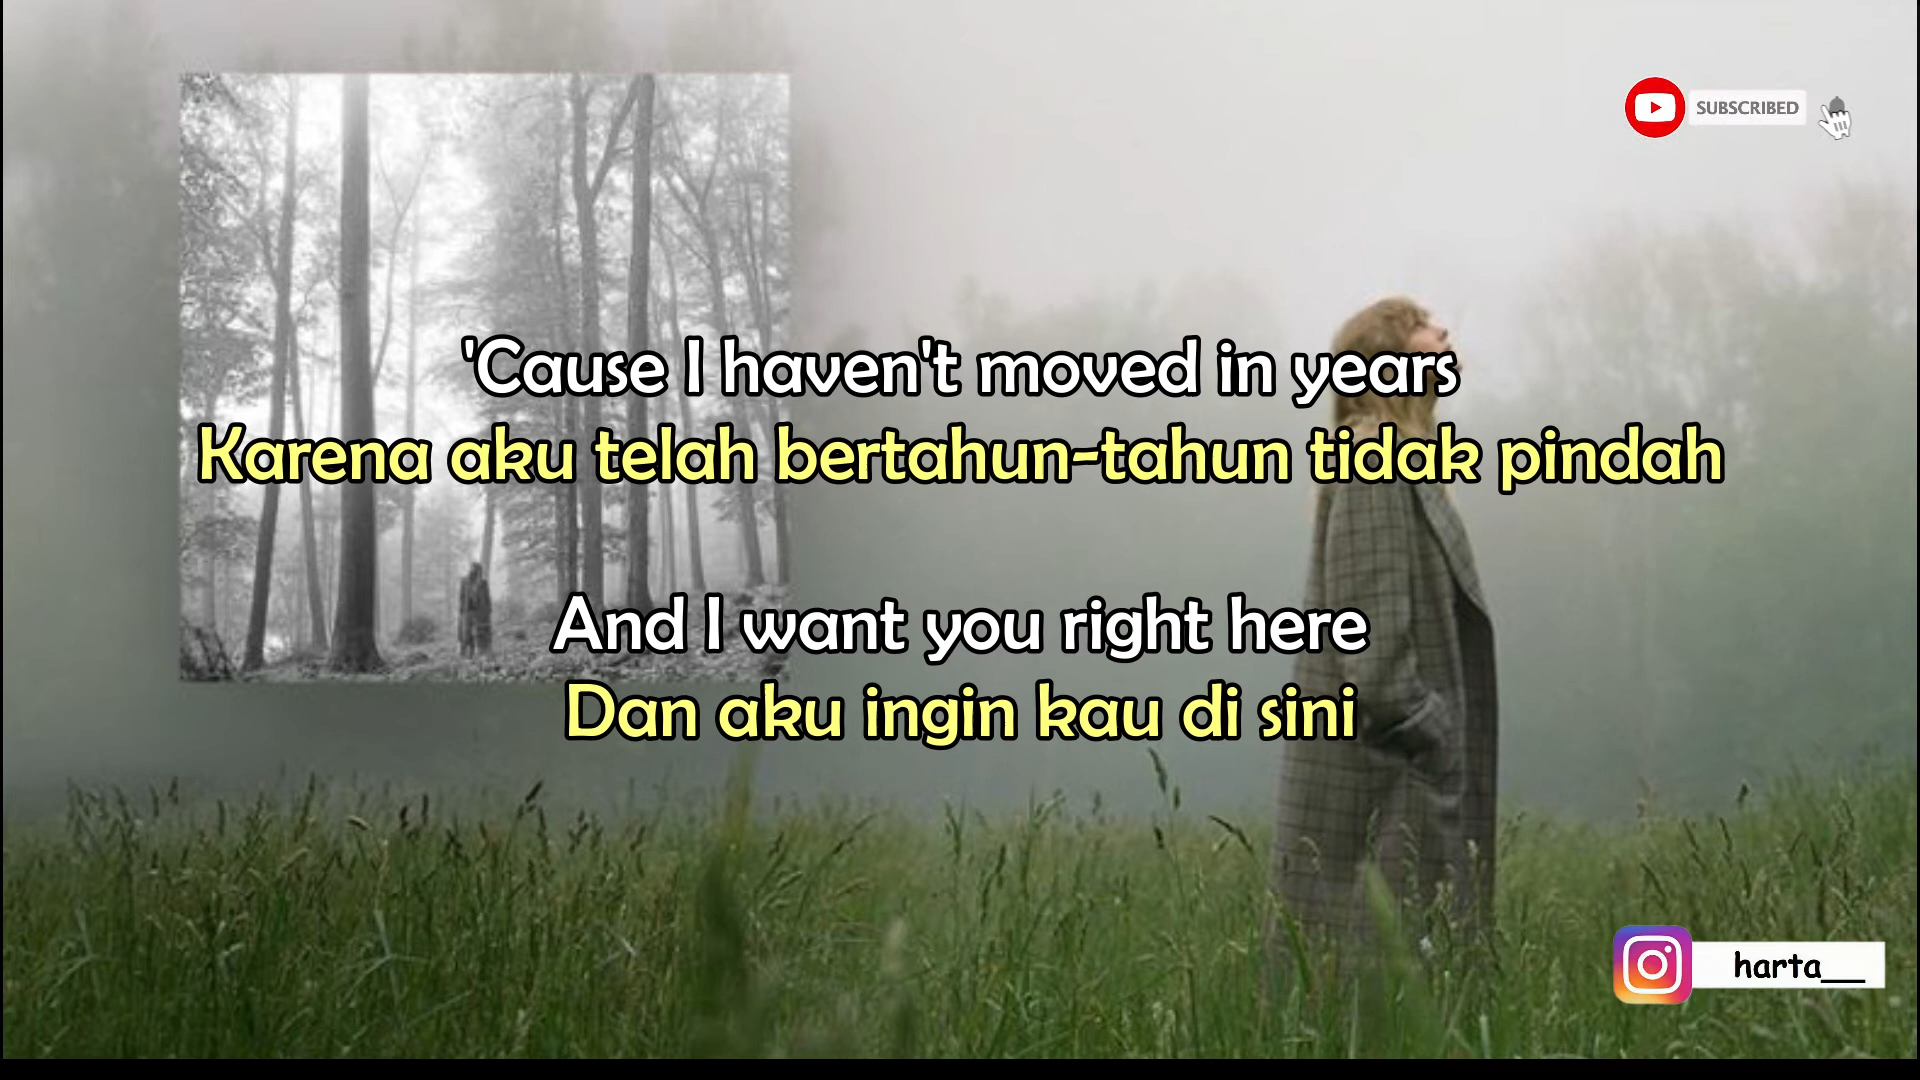 SUBSCRIBED
'Cause I haven't moved in years
Karena aku telah bertahun-tahun tidak pindah
And I want you right here
Dan aku ingin kau di sini
harta__